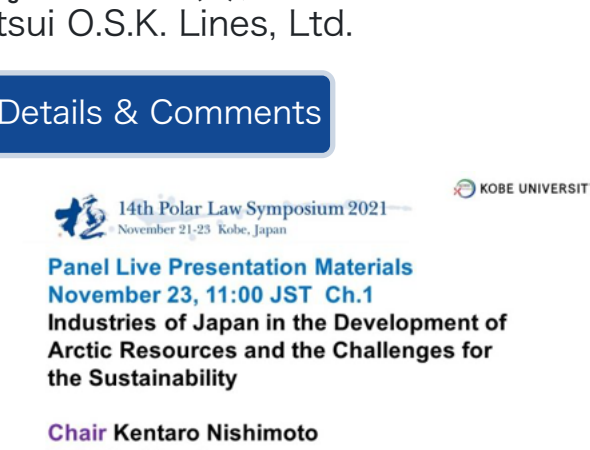 tsui O.S.K. Lines, Ltd.
Details & Comments
KOBE UNIVERSIT
極 14th Polar Law Symposium 2021
November 21-23 Kobe, Japan
Panel Live Presentation Materials
November 23, 11:00 JST Ch.1
Industries of Japan in the Development of
Arctic Resources and the Challenges for
the Sustainability
Chair Kentaro Nishimoto